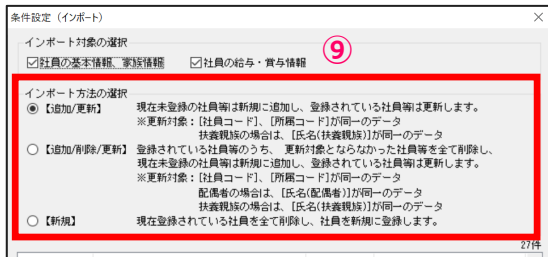 条件設定（インポート）
インポート対象の選択
社員の基本情報、家族情報 社員の給与・賞与情報 ⑨
インポート方法の選択
【追加/更新】 現在未登録の社員等は新規に追加し、登録されている社員等は更新します。
※更新対象：[社員コード]、[所属コード]が同一のデータ
扶養親族の場合は、[氏名(扶養親族)]が同一のデータ
【追加/削除/更新】 登録されている社員等のうち、更新対象とならなかった社員等を全て削除し、
現在未登録の社員等は新規に追加し、登録されている社員等は更新します。
※更新対象：[社員コード]、[所属コード]が同一のデータ
配偶者の場合は、[氏名(配偶者)]が同一のデータ
扶養親族の場合は、[氏名(扶養親族)]が同一のデータ
【新規】 現在登録されている社員を全て削除し、社員を新規に登録します。
27件